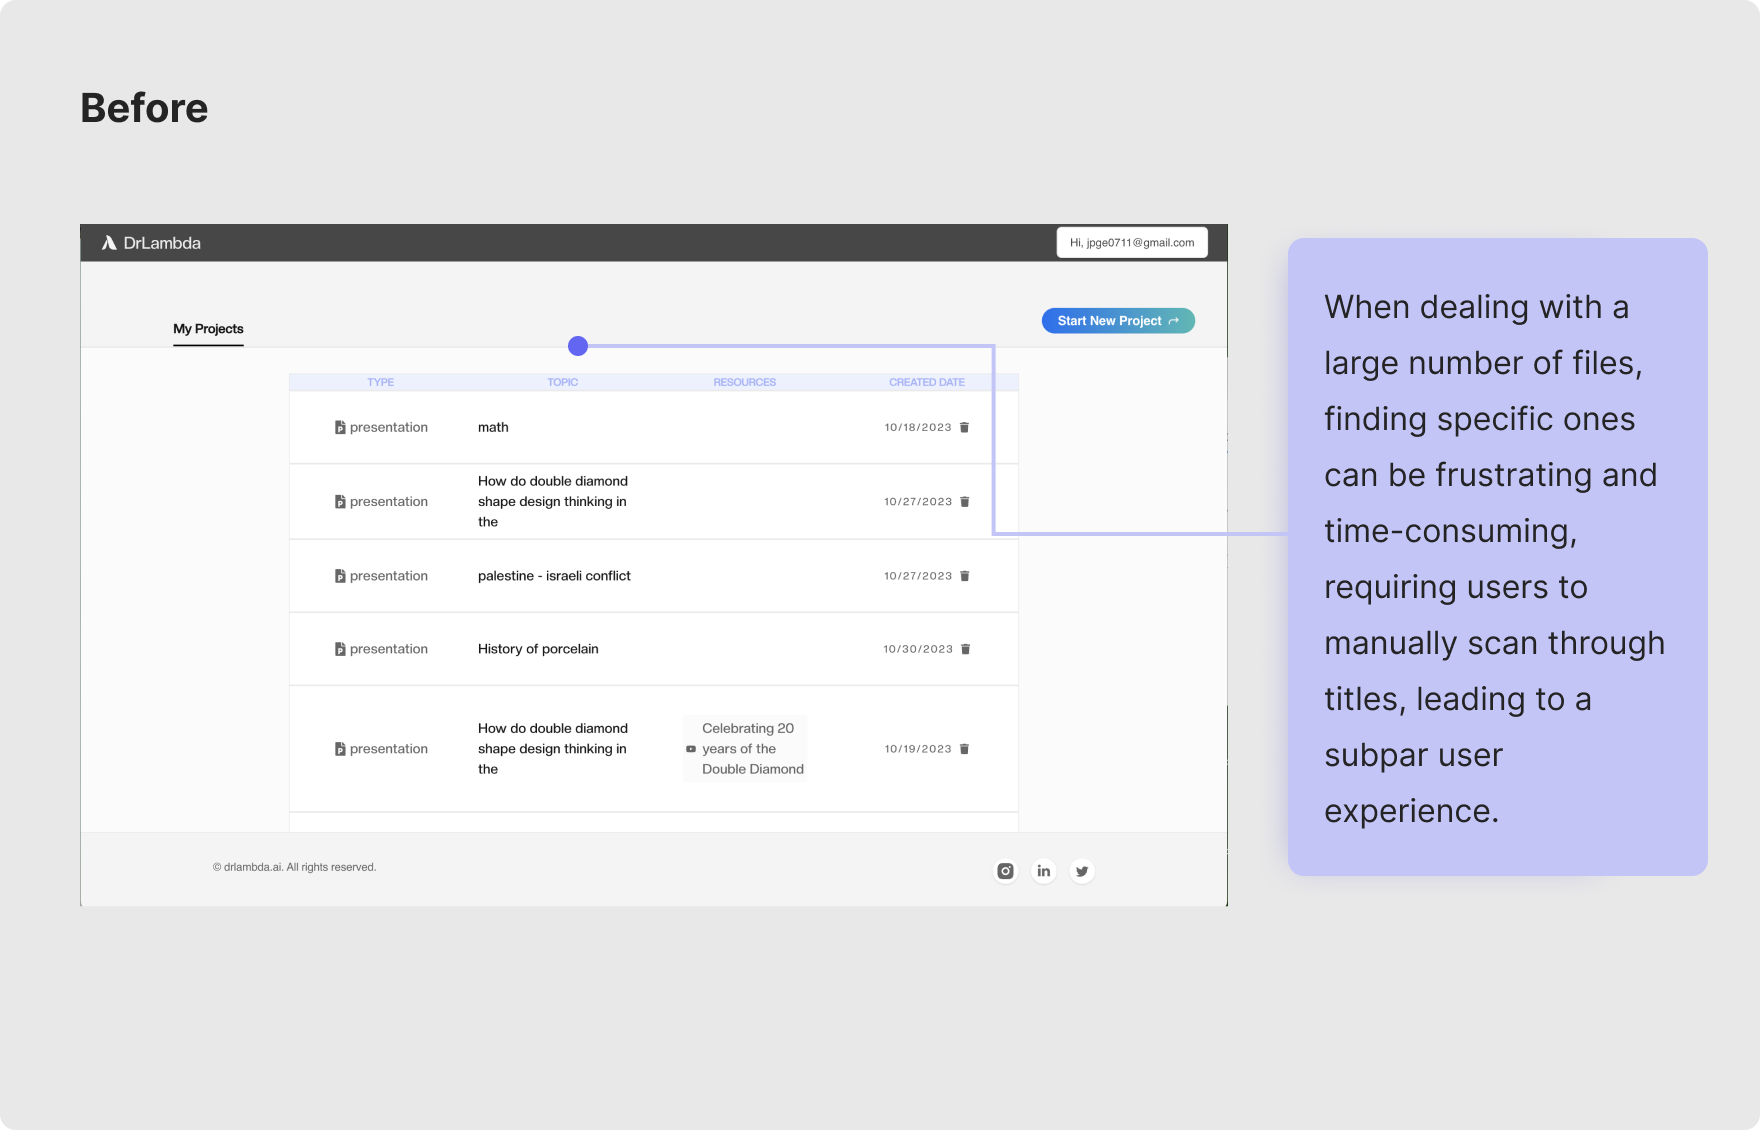 Before
DrLambda
Hi, jpge0711@gmail.com
My Projects
Start New Project
TYPE TOPIC RESOURCES CREATED DATE
presentation math 10/18/2023
How do double diamond
shape design thinking in
the
presentation 10/27/2023
presentation palestine - israeli conflict 10/27/2023
presentation History of porcelain 10/30/2023
presentation
How do double diamond
shape design thinking in
the
Celebrating 20
years of the
Double Diamond
10/19/2023
© drlambda.ai. All rights reserved.
When dealing with a
large number of files,
finding specific ones
can be frustrating and
time-consuming,
requiring users to
manually scan through
titles, leading to a
subpar user
experience.